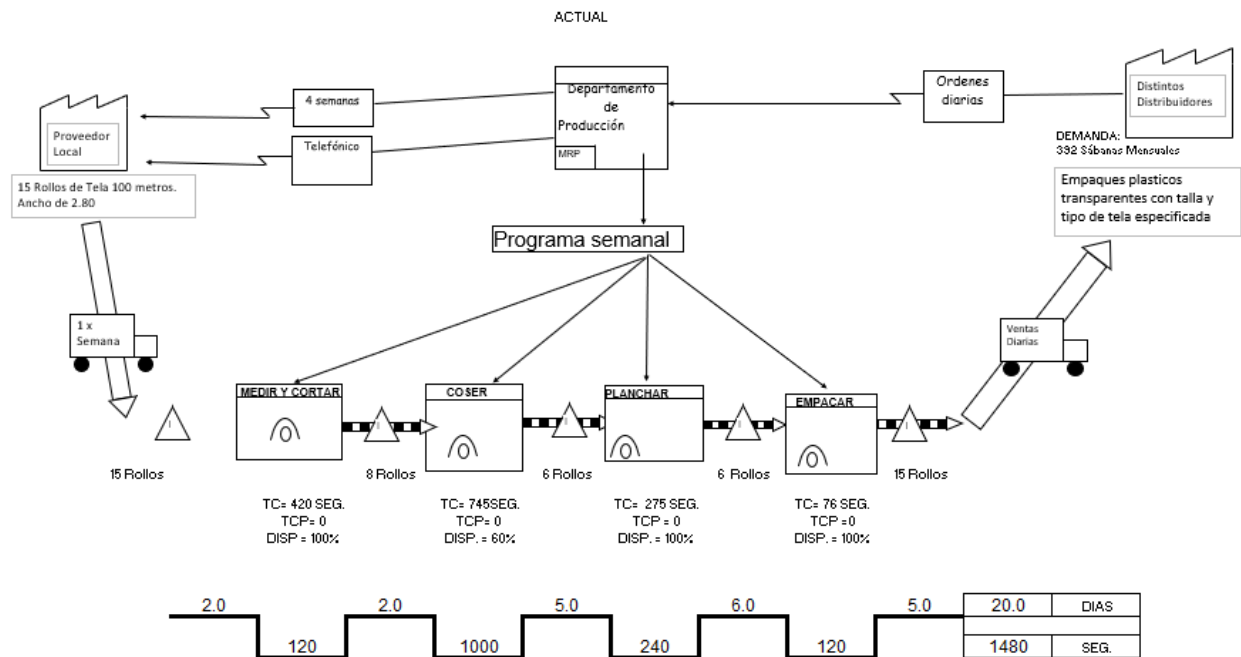 ACTUAL
4 semanas
Telefónico
Departamento
de
Producción
MRP
Ordenes
diarias
Distintos
Distribuidores
Proveedor
Local
DEMANDA:
392 Sábanas Mensuales
15 Rollos de Tela 100 metros.
Ancho de 2.80
Empaques plasticos
transparentes con talla y
tipo de tela especificada
Programa semanal
1 x
Semana
Ventas
Diarias
MEDIR Y CORTAR
COSER
PLANCHAR
EMPACAR
I
I
I
I
I
15 Rollos
8 Rollos
6 Rollos
6 Rollos
15 Rollos
TC= 420 SEG.
TCP= 0
DISP = 100%
TC= 745SEG.
TCP= 0
DISP. = 60%
TC= 275 SEG.
TCP= 0
DISP. = 100%
TC= 76 SEG.
TCP=0
DISP. = 100%
2.0
2.0
5.0
6.0
5.0
20.0
DIAS
120
1000
240
120
1480
SEG.